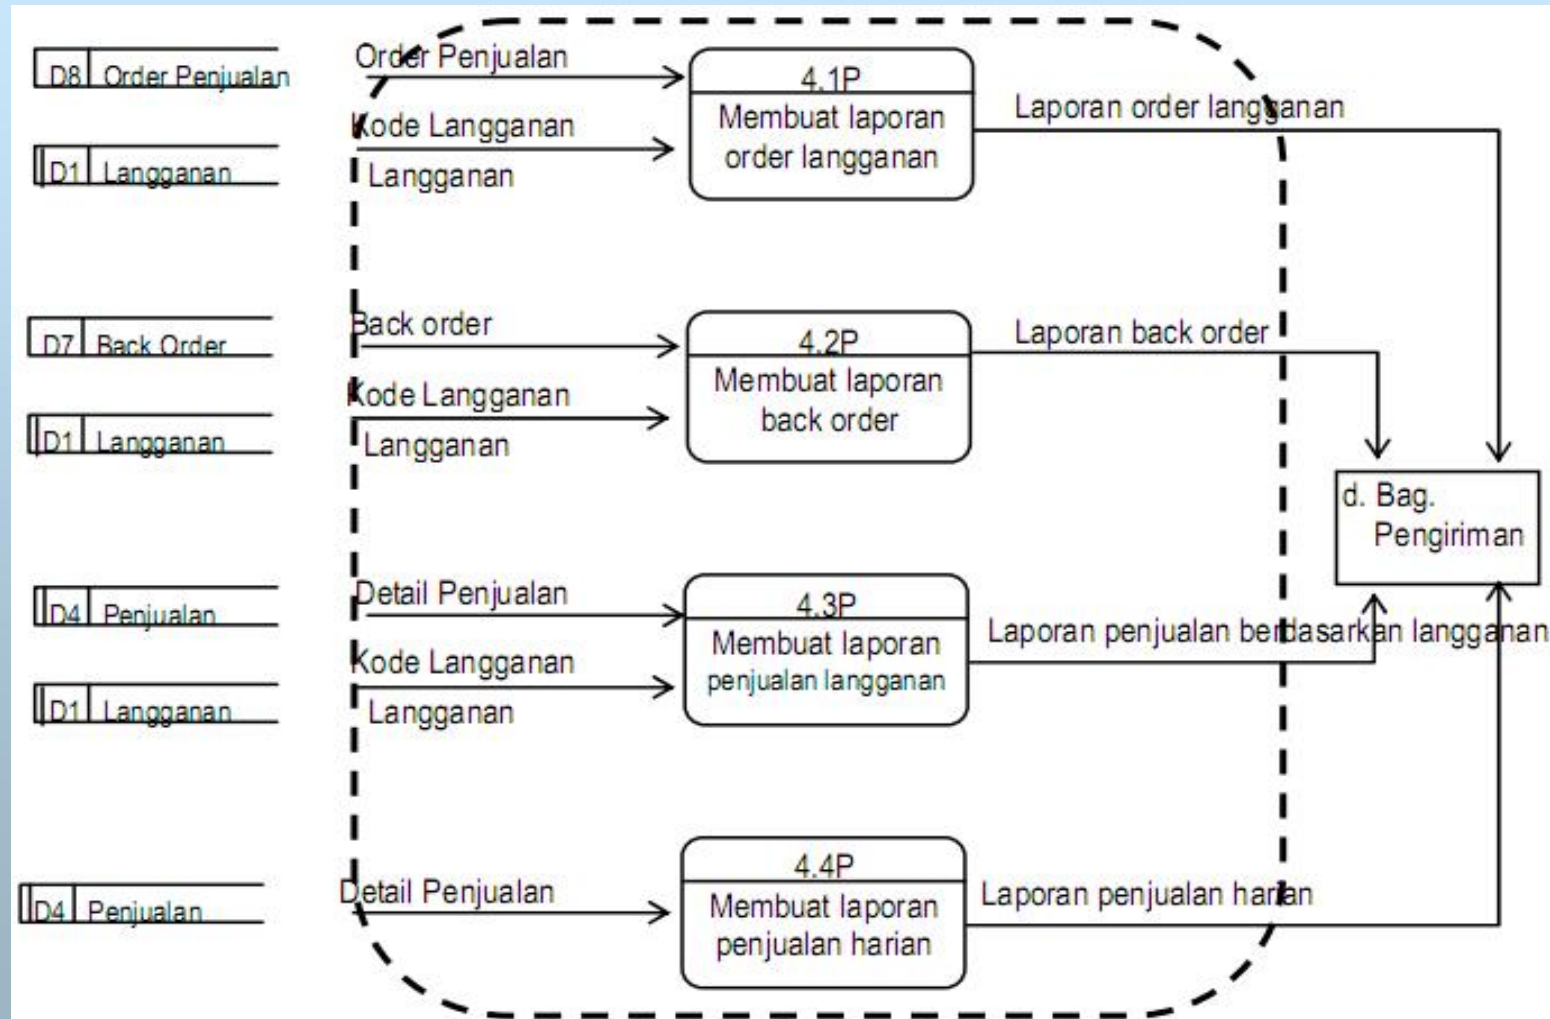 D8 Order Penjualan
Order Penjualan
4.1P
Membuat laporan
order langganan
Laporan order langganan
Kode Langganan
D1 Langganan
Langganan
D7 Back Order
Back order
4.2P
Membuat laporan
back order
Laporan back order
Kode Langganan
D1 Langganan
Langganan
d. Bag.
Pengiriman
D4 Penjualan
Detail Penjualan
4.3P
Membuat laporan
penjualan langganan
Laporan penjualan berdasarkan langganan
Kode Langganan
D1 Langganan
Langganan
D4 Penjualan
Detail Penjualan
4.4P
Membuat laporan
penjualan harian
Laporan penjualan harian